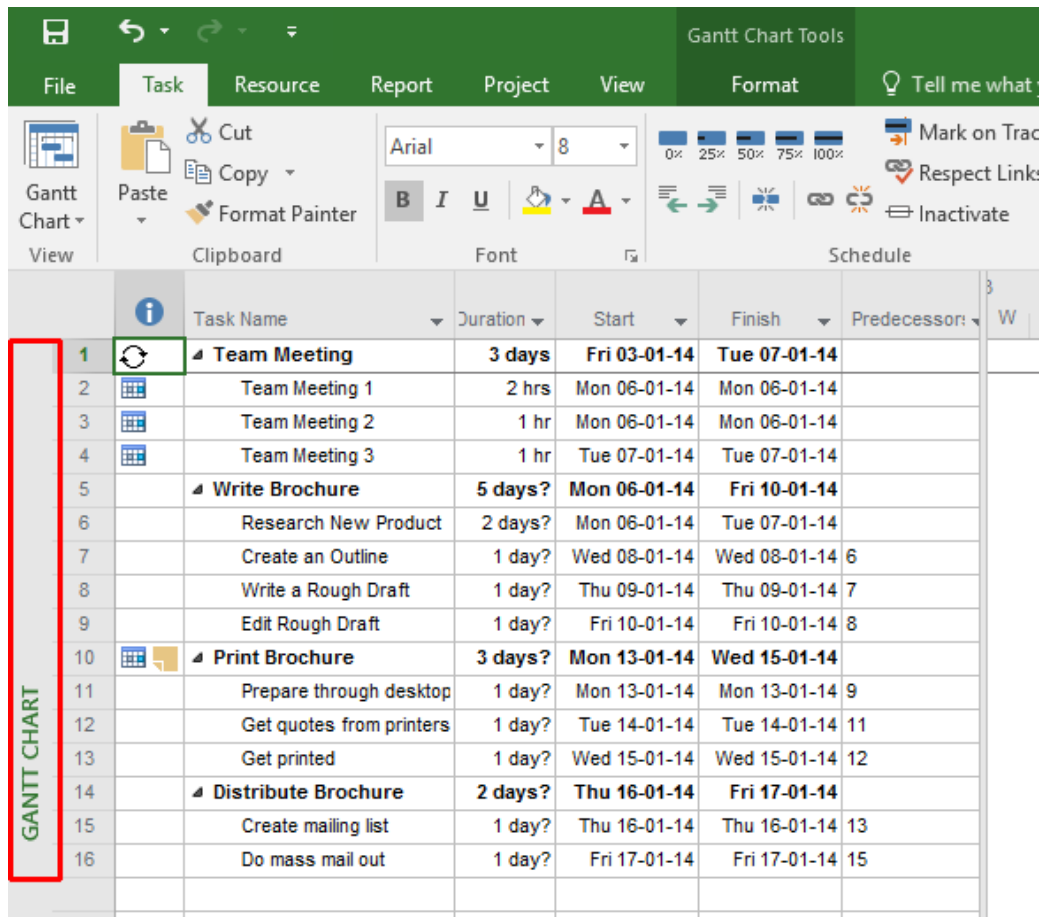 Gantt Chart Tools
File Task Resource Report Project View Format Tell me what
Gantt Chart
Paste
Cut
Copy
Format Painter
Arial 8
B I U A
0% 25% 50% 75% 100%
Mark on Trac
Respect Links
Inactivate
View Clipboard Font Schedule
Task Name Duration Start Finish Predecessors W
1 Team Meeting 3 days Fri 03-01-14 Tue 07-01-14
2 Team Meeting 1 2 hrs Mon 06-01-14 Mon 06-01-14
3 Team Meeting 2 1 hr Mon 06-01-14 Mon 06-01-14
4 Team Meeting 3 1 hr Tue 07-01-14 Tue 07-01-14
5 Write Brochure 5 days? Mon 06-01-14 Fri 10-01-14
6 Research New Product 2 days? Mon 06-01-14 Tue 07-01-14
7 Create an Outline 1 day? Wed 08-01-14 Wed 08-01-14 6
8 Write a Rough Draft 1 day? Thu 09-01-14 Thu 09-01-14 7
9 Edit Rough Draft 1 day? Fri 10-01-14 Fri 10-01-14 8
10 Print Brochure 3 days? Mon 13-01-14 Wed 15-01-14
11 Prepare through desktop 1 day? Mon 13-01-14 Mon 13-01-14 9
12 Get quotes from printers 1 day? Tue 14-01-14 Tue 14-01-14 11
13 Get printed 1 day? Wed 15-01-14 Wed 15-01-14 12
14 Distribute Brochure 2 days? Thu 16-01-14 Fri 17-01-14
15 Create mailing list 1 day? Thu 16-01-14 Thu 16-01-14 13
16 Do mass mail out 1 day? Fri 17-01-14 Fri 17-01-14 15
GANTT CHART